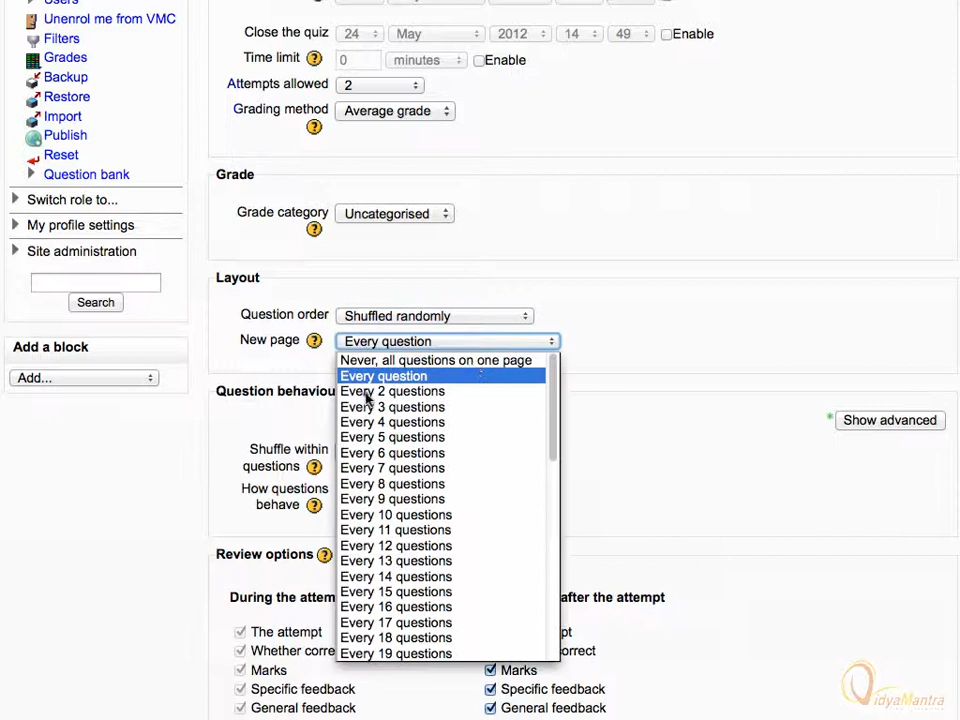 Users
Unenrol me from VMC
Filters
Grades
Backup
Restore
Import
Publish
Reset
Question bank
Switch role to...
My profile settings
Site administration
Search
Add a block
Add...
Close the quiz 24 May 2012 14 49 Enable
Time limit 0 minutes Enable
Attempts allowed 2
Grading method Average grade
Grade
Grade category Uncategorised
Layout
Question order Shuffled randomly
New page Every question
Never, all questions on one page
Every question
Every 2 questions
Every 3 questions
Every 4 questions
Every 5 questions
Every 6 questions
Every 7 questions
Every 8 questions
Every 9 questions
Every 10 questions
Every 11 questions
Every 12 questions
Every 13 questions
Every 14 questions
Every 15 questions
Every 16 questions
Every 17 questions
Every 18 questions
Every 19 questions
Question behaviou
* Show advanced
Shuffle within
questions
How questions
behave
Review options
During the attem after the attempt
The attempt pt
Whether corre orrect
Marks Marks
Specific feedback Specific feedback
General feedback General feedback
VidyaMantra